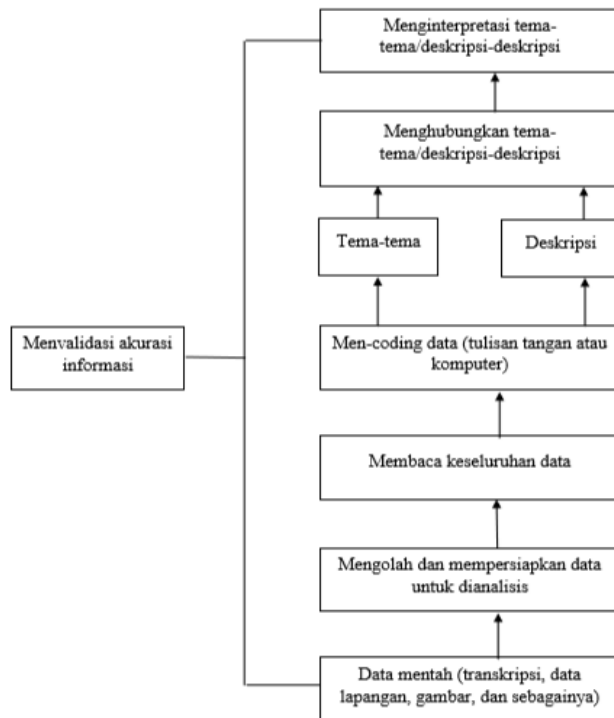 Menginterpretasi tema-
tema/deskripsi-deskripsi
Menghubungkan tema-
tema/deskripsi-deskripsi
Tema-tema
Deskripsi
Menvalidasi akurasi
informasi
Men-coding data (tulisan tangan atau
komputer)
Membaca keseluruhan data
Mengolah dan mempersiapkan data
untuk dianalisis
Data mentah (transkripsi, data
lapangan, gambar, dan sebagainya)